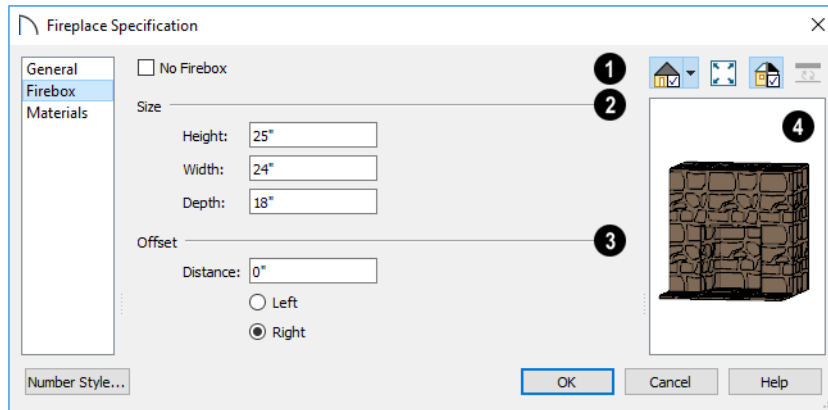 Fireplace Specification
General
Firebox
Materials
No Firebox
1
Size
2
Height: 25"
Width: 24"
Depth: 18"
Offset
3
Distance: 0"
Left
Right
4
Number Style...
OK
Cancel
Help